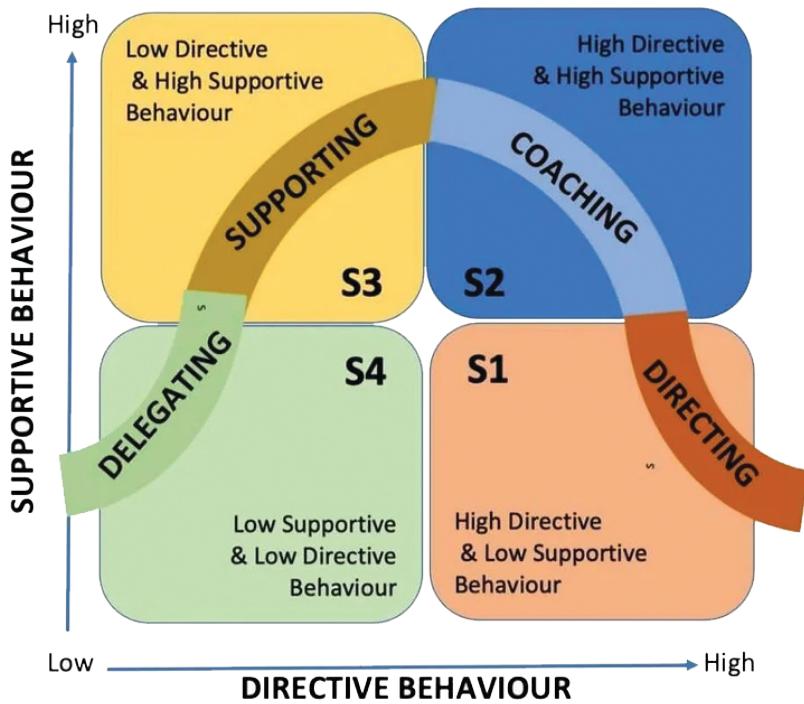 High
Low Directive
& High Supportive
Behaviour
High Directive
& High Supportive
Behaviour
SUPPORTING
COACHING
S3
S2
SUPPORTIVE BEHAVIOUR
s
DELEGATING
S4
S1
DIRECTING
s
Low Supportive
& Low Directive
Behaviour
High Directive
& Low Supportive
Behaviour
Low
High
DIRECTIVE BEHAVIOUR